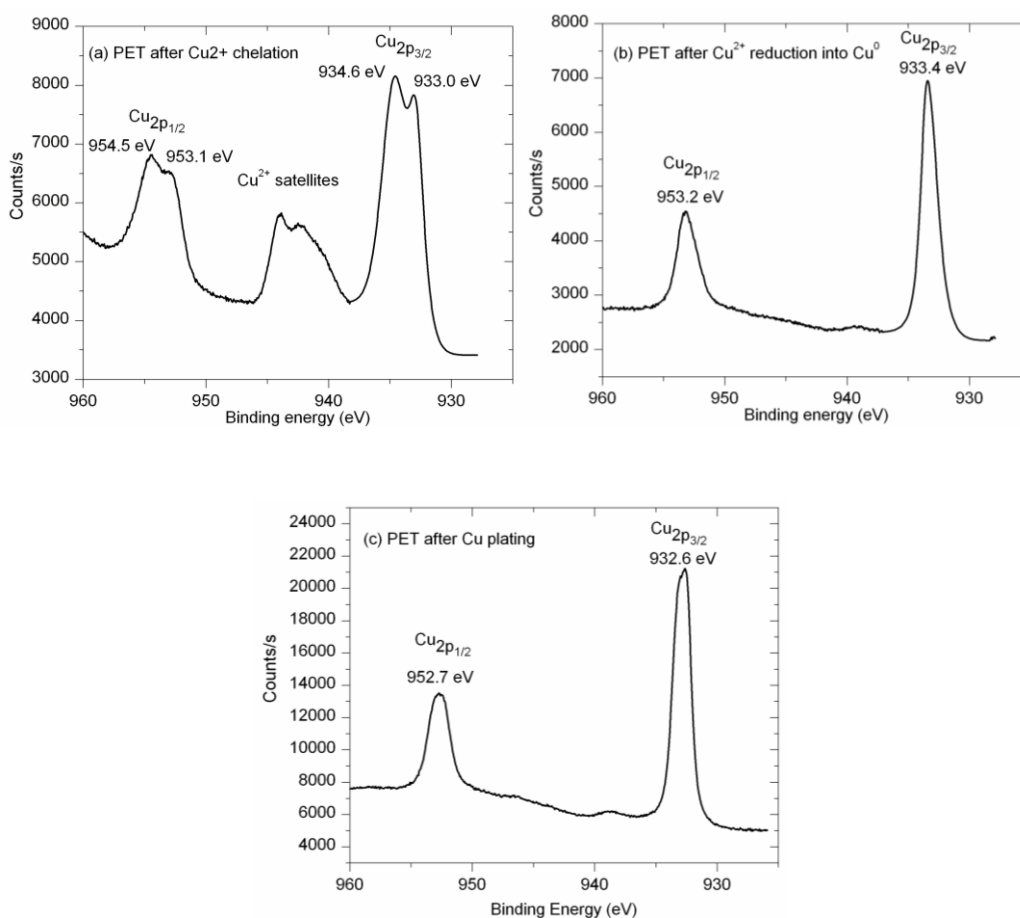 (a) PET after Cu2+ chelation
Cu2p3/2
934.6 eV
933.0 eV
Cu2p1/2
954.5 eV
953.1 eV
Cu²⁺ satellites
Counts/s
9000
8000
7000
6000
5000
4000
3000
960 950 940 930
Binding energy (eV)
(b) PET after Cu²⁺ reduction into Cu⁰
Cu2p3/2
933.4 eV
Cu2p1/2
953.2 eV
Counts/s
8000
7000
6000
5000
4000
3000
2000
960 950 940 930
Binding energy (eV)
(c) PET after Cu plating
Cu2p3/2
932.6 eV
Cu2p1/2
952.7 eV
Counts/s
24000
22000
20000
18000
16000
14000
12000
10000
8000
6000
4000
960 950 940 930
Binding Energy (eV)